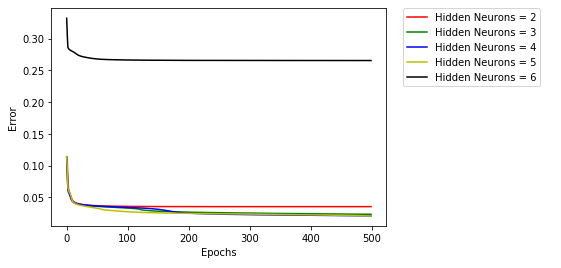 Hidden Neurons = 2
Hidden Neurons = 3
Hidden Neurons = 4
Hidden Neurons = 5
Hidden Neurons = 6
0.30
0.25
0.20
0.15
0.10
0.05
Error
0 100 200 300 400 500
Epochs